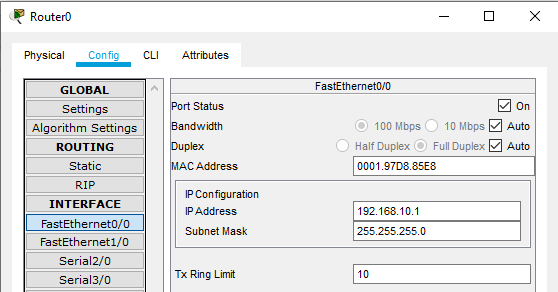 Router0
Physical Config CLI Attributes
GLOBAL
Settings
Algorithm Settings
ROUTING
Static
RIP
INTERFACE
FastEthernet0/0
FastEthernet1/0
Serial2/0
Serial3/0
FastEthernet0/0
Port Status On
Bandwidth 100 Mbps 10 Mbps Auto
Duplex Half Duplex Full Duplex Auto
MAC Address 0001.97D8.85E8
IP Configuration
IP Address 192.168.10.1
Subnet Mask 255.255.255.0
Tx Ring Limit 10